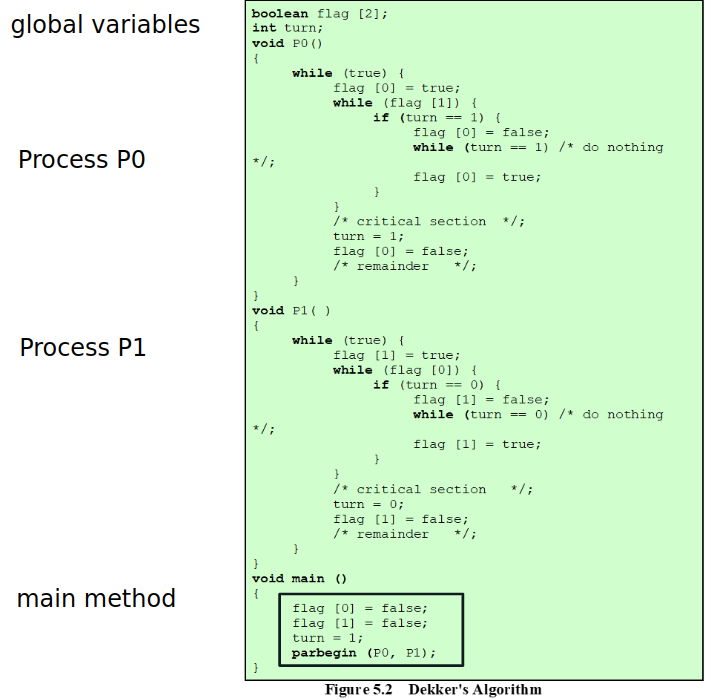 global variables
boolean flag [2];
int turn;
void P0()
{
while (true) {
flag [0] = true;
while (flag [1]) {
if (turn == 1) {
flag [0] = false;
while (turn == 1) /* do nothing
*/;
Process P0
flag [0] = true;
}
}
/* critical section */;
turn = 1;
flag [0] = false;
/* remainder */;
}
}
void P1( )
{
Process P1
while (true) {
flag [1] = true;
while (flag [0]) {
if (turn == 0) {
flag [1] = false;
while (turn == 0) /* do nothing
*/;
flag [1] = true;
}
}
/* critical section */;
turn = 0;
flag [1] = false;
/* remainder */;
}
}
void main ()
main method
{
flag [0] = false;
flag [1] = false;
turn = 1;
parbegin (P0, P1);
}
Figure 5.2 Dekker's Algorithm